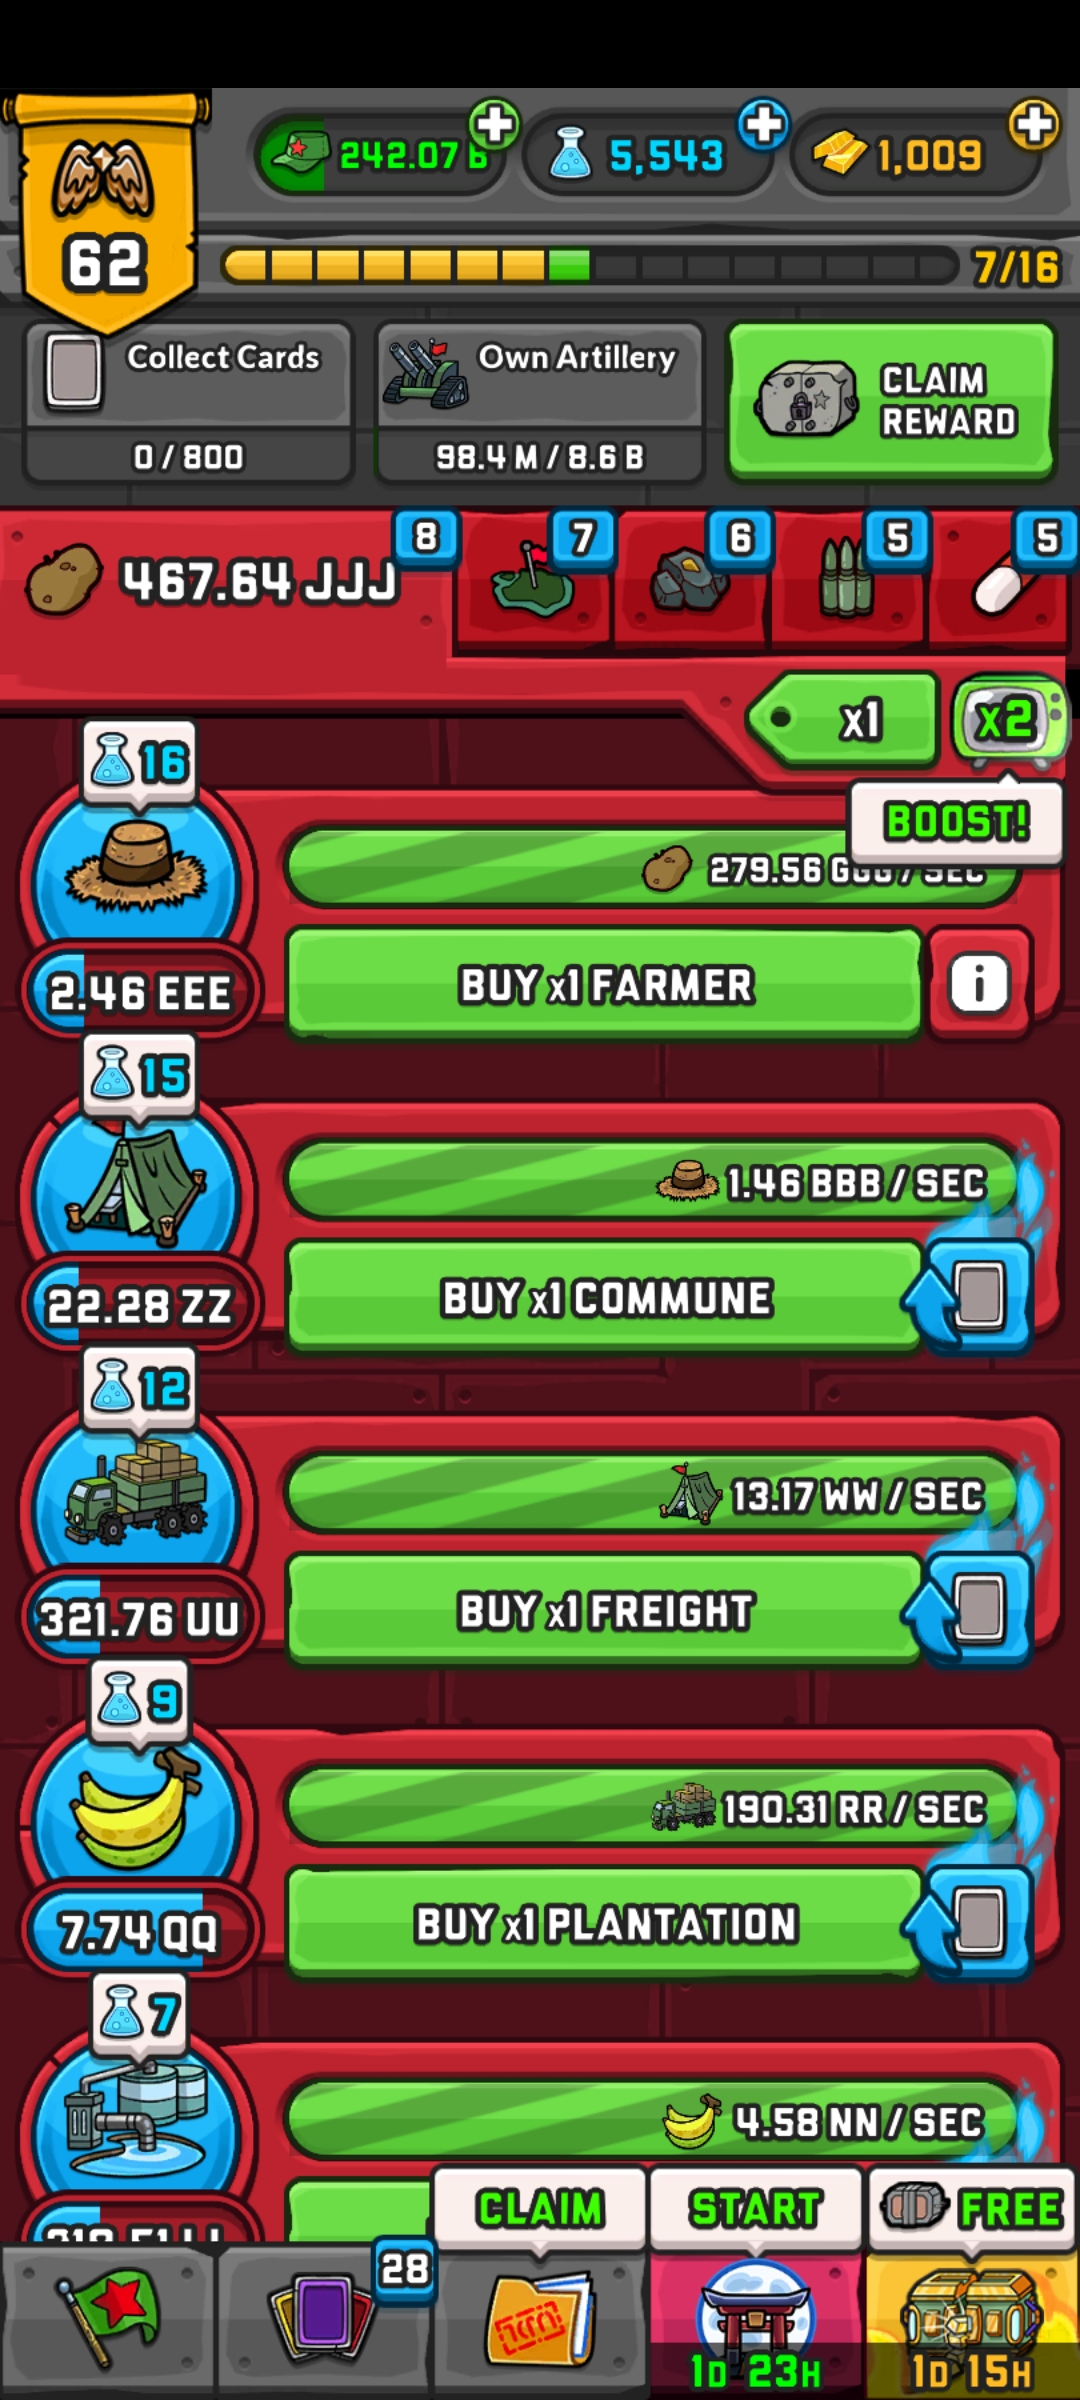 242.07 B
5,543
1,009
62
7/16
Collect Cards
0 / 800
Own Artillery
98.4 M / 8.6 B
CLAIM
REWARD
467.64 JJJ
8
7
6
5
5
x1
x2
BOOST!
16
279.56 GGG / SEC
2.46 EEE
BUY x1 FARMER
i
15
1.46 BBB / SEC
22.28 ZZ
BUY x1 COMMUNE
12
13.17 WW / SEC
321.76 UU
BUY x1 FREIGHT
9
190.31 RR / SEC
7.74 QQ
BUY x1 PLANTATION
7
4.58 NN / SEC
CLAIM
START
FREE
28
1D 23H
1D 15H